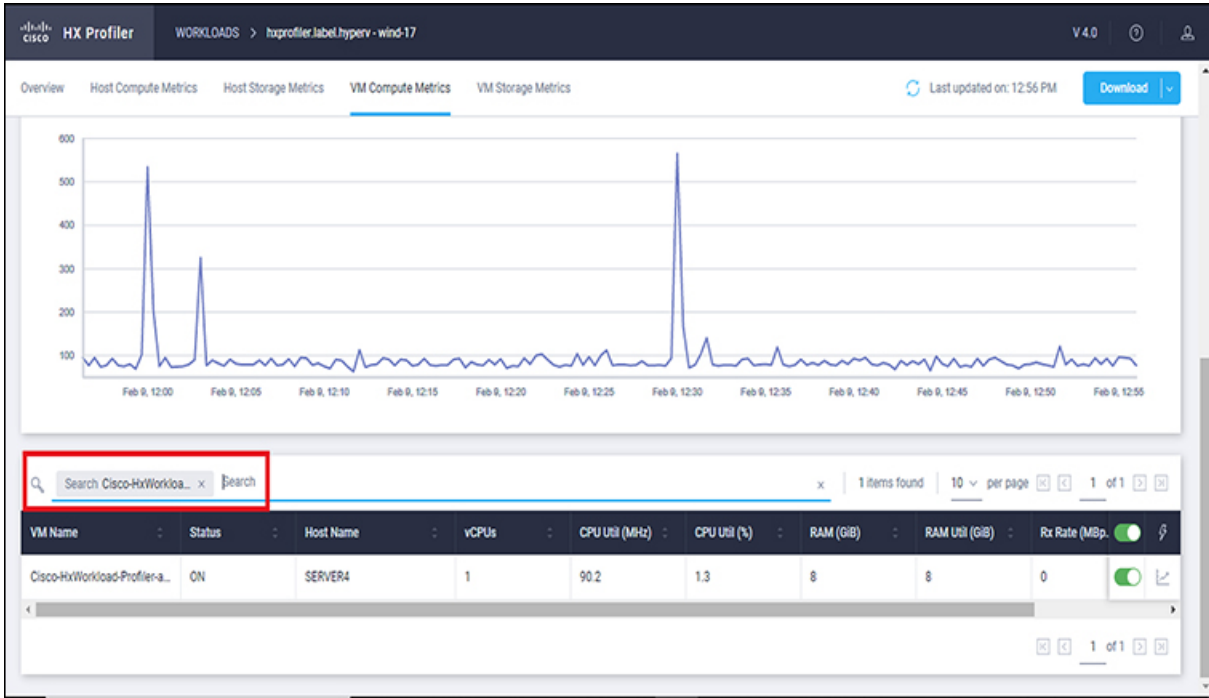 cisco HX Profiler WORKLOADS > hxprofiler.label.hyperv - wind-17 V 4.0
Overview Host Compute Metrics Host Storage Metrics VM Compute Metrics VM Storage Metrics Last updated on: 12:56 PM Download
600
500
400
300
200
100
Feb 9, 12:00 Feb 9, 12:05 Feb 9, 12:10 Feb 9, 12:15 Feb 9, 12:20 Feb 9, 12:25 Feb 9, 12:30 Feb 9, 12:35 Feb 9, 12:40 Feb 9, 12:45 Feb 9, 12:50 Feb 9, 12:55
Search Cisco-HxWorkloa... × Search x 1 items found 10 per page 1 of 1
VM Name Status Host Name vCPUs CPU Util (MHz) CPU Util (%) RAM (GiB) RAM Util (GiB) Rx Rate (MBp.
Cisco-HxWorkload-Profiler-a... ON SERVER4 1 90.2 1.3 8 8 0
1 of 1